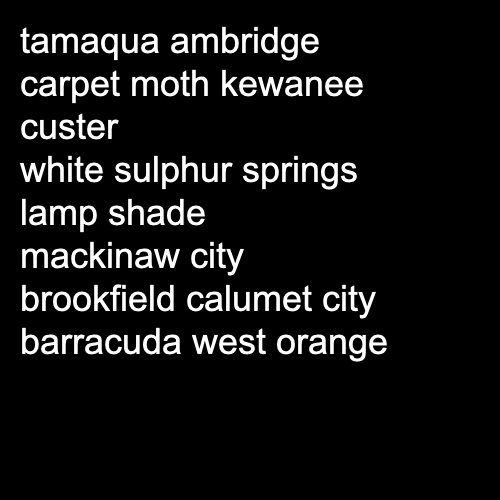 tamaqua ambridge
carpet moth kewanee
custer
white sulphur springs
lamp shade
mackinaw city
brookfield calumet city
barracuda west orange